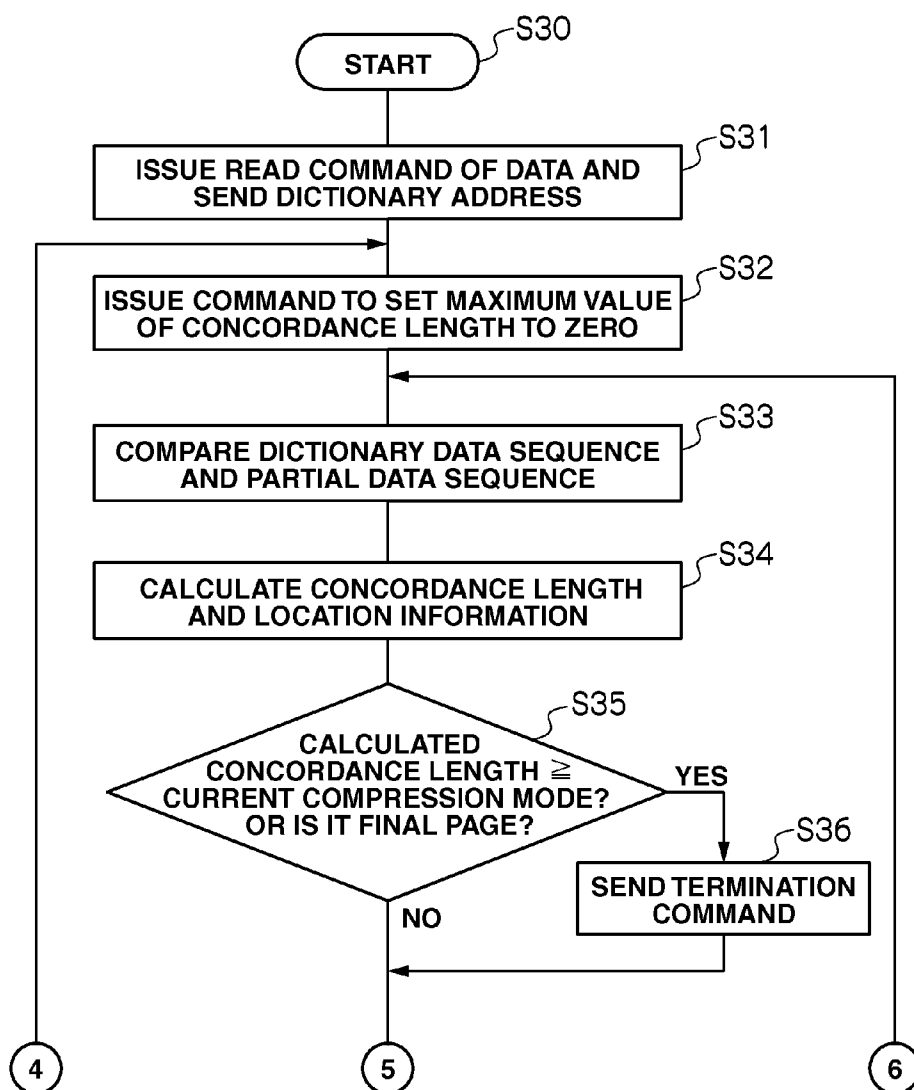 S30
START
S31
ISSUE READ COMMAND OF DATA AND
SEND DICTIONARY ADDRESS
S32
ISSUE COMMAND TO SET MAXIMUM VALUE
OF CONCORDANCE LENGTH TO ZERO
S33
COMPARE DICTIONARY DATA SEQUENCE
AND PARTIAL DATA SEQUENCE
S34
CALCULATE CONCORDANCE LENGTH
AND LOCATION INFORMATION
S35
CALCULATED
CONCORDANCE LENGTH ≧
CURRENT COMPRESSION MODE?
OR IS IT FINAL PAGE?
YES
S36
SEND TERMINATION
COMMAND
NO
4
5
6